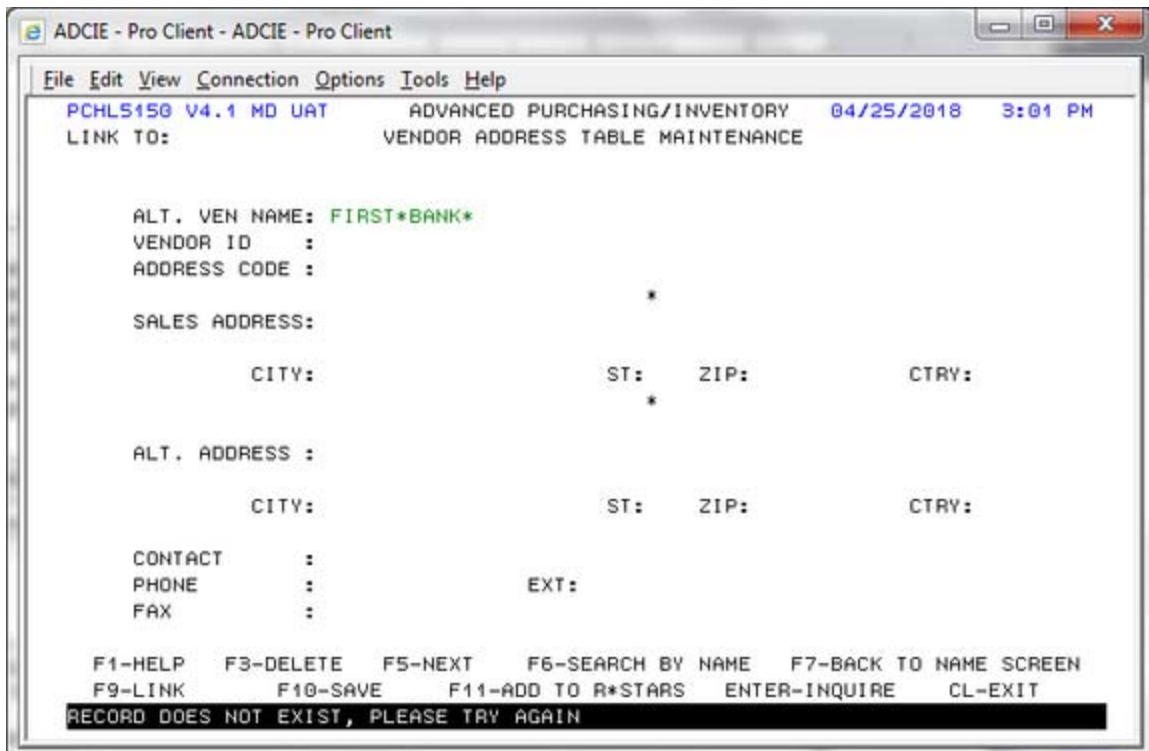 ADCIE - Pro Client - ADCIE - Pro Client
File Edit View Connection Options Tools Help
PCHL5150 V4.1 MD UAT ADVANCED PURCHASING/INVENTORY 04/25/2018 3:01 PM
LINK TO: VENDOR ADDRESS TABLE MAINTENANCE
ALT. VEN NAME: FIRST*BANK*
VENDOR ID :
ADDRESS CODE :
*
SALES ADDRESS:
CITY: ST: ZIP: CTRY:
*
ALT. ADDRESS :
CITY: ST: ZIP: CTRY:
CONTACT :
PHONE : EXT:
FAX :
F1-HELP F3-DELETE F5-NEXT F6-SEARCH BY NAME F7-BACK TO NAME SCREEN
F9-LINK F10-SAVE F11-ADD TO R*STARS ENTER-INQUIRE CL-EXIT
RECORD DOES NOT EXIST, PLEASE TRY AGAIN